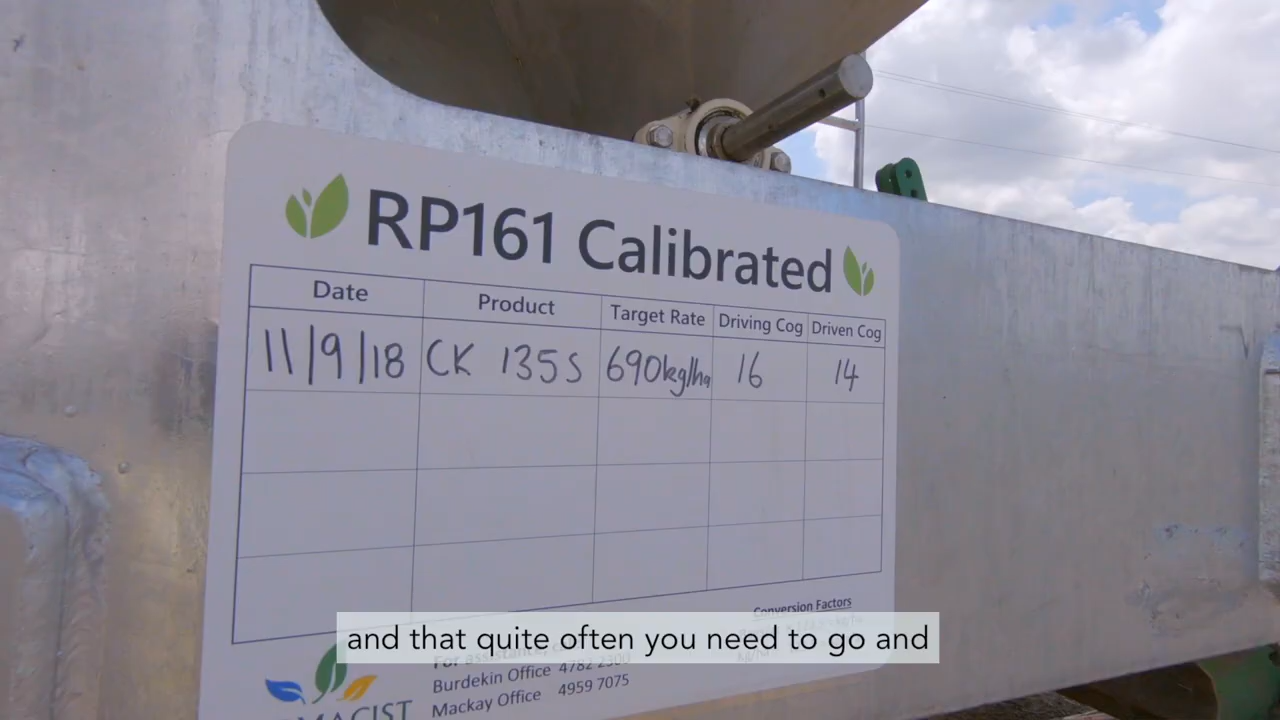 RP161 Calibrated
Date Product Target Rate Driving Cog Driven Cog
11/9/18 CK 135S 690kg/ha 16 14
Conversion Factors
and that quite often you need to go and
For assistance,
Burdekin Office 4782 2300
Mackay Office 4959 7075